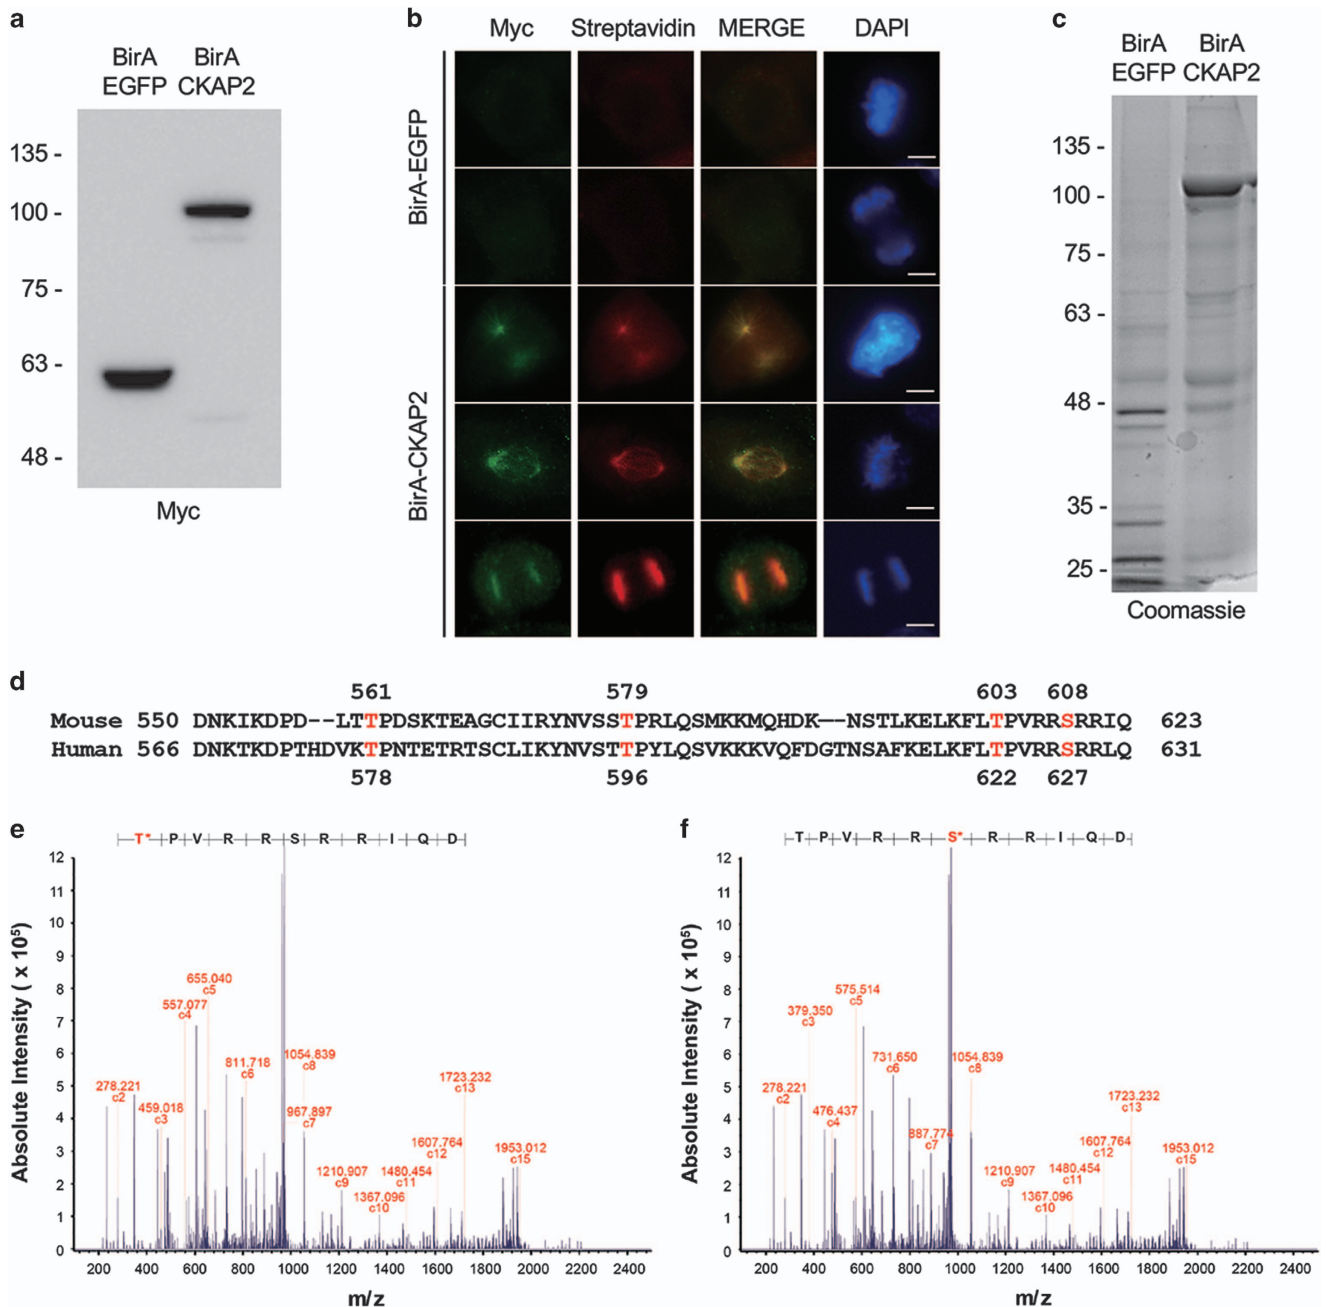 a
BirA BirA
EGFP CKAP2
135 -
100 -
75 -
63 -
48 -
Myc
b
Myc Streptavidin MERGE DAPI
BirA-EGFP
BirA-CKAP2
c
BirA BirA
EGFP CKAP2
135 -
100 -
75 -
63 -
48 -
35 -
25 -
Coomassie
d
561 579 603 608
Mouse 550 DNKIKDPD--LTTPDSKTEAGCIIRYNVSSTPRLQSMKKMQHDK--NSTLKELKFLTPVRRSRRIQ 623
Human 566 DNKTKDPTHDVKTPNTETRTSCLIKYNVSTTPYLQSVKKKVQFDGTNSAFKELKFLTPVRRSRRLQ 631
578 596 622 627
e
T* P V R R S R R I Q D
Absolute Intensity ( x 10⁵)
12
11
10
9
8
7
6
5
4
3
2
1
0
278.221
c2
459.018
c3
557.077
c4
655.040
c5
811.718
c6
1054.839
c8
967.897
c7
1210.907
c9
1367.096
c10
1480.454
c11
1607.764
c12
1723.232
c13
1953.012
c15
200 400 600 800 1000 1200 1400 1600 1800 2000 2200 2400
m/z
f
T P V R R S* R R I Q D
Absolute Intensity ( x 10⁵)
12
11
10
9
8
7
6
5
4
3
2
1
0
278.221
c2
379.350
c3
476.437
c4
575.514
c5
731.650
c6
887.774
c7
1054.839
c8
1210.907
c9
1367.096
c10
1480.454
c11
1607.764
c12
1723.232
c13
1953.012
c15
200 400 600 800 1000 1200 1400 1600 1800 2000 2200 2400
m/z